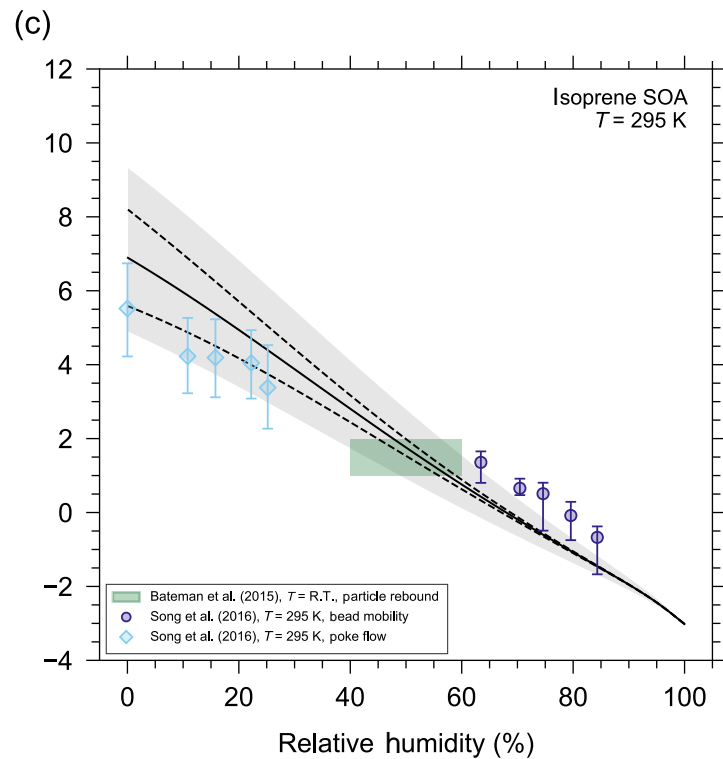 (c)
Isoprene SOA
T = 295 K
12
10
8
6
4
2
0
−2
−4
Bateman et al. (2015), T = R.T., particle rebound
Song et al. (2016), T = 295 K, bead mobility
Song et al. (2016), T = 295 K, poke flow
0 20 40 60 80 100
Relative humidity (%)